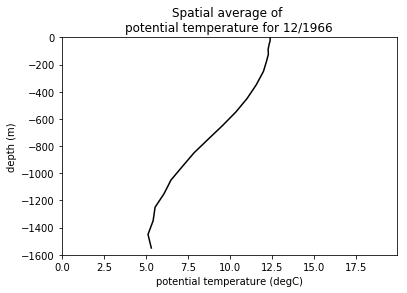 Spatial average of
potential temperature for 12/1966
0
−200
−400
−600
−800
−1000
−1200
−1400
−1600
depth (m)
0.0 2.5 5.0 7.5 10.0 12.5 15.0 17.5
potential temperature (degC)